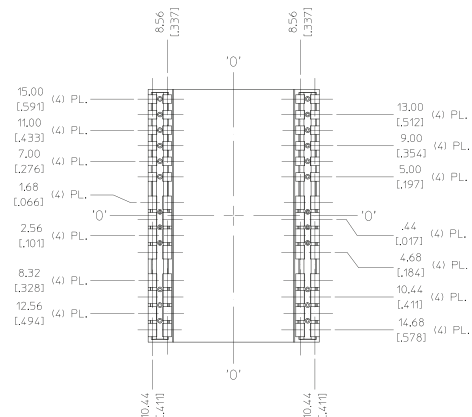 8.56
[.337]
8.56
[.337]
'0'
15.00
[.591] (4) PL.
11.00
[.433] (4) PL.
7.00
[.276] (4) PL.
1.68
[.066] (4) PL.
'0'
2.56
[.101] (4) PL.
8.32
[.328] (4) PL.
12.56
[.494] (4) PL.
13.00
[.512] (4) PL.
9.00
[.354] (4) PL.
5.00
[.197] (4) PL.
'0'
.44
[.017] (4) PL.
4.68
[.184] (4) PL.
10.44
[.411] (4) PL.
14.68
[.578] (4) PL.
'0'
10.44
[.411]
10.44
[.411]